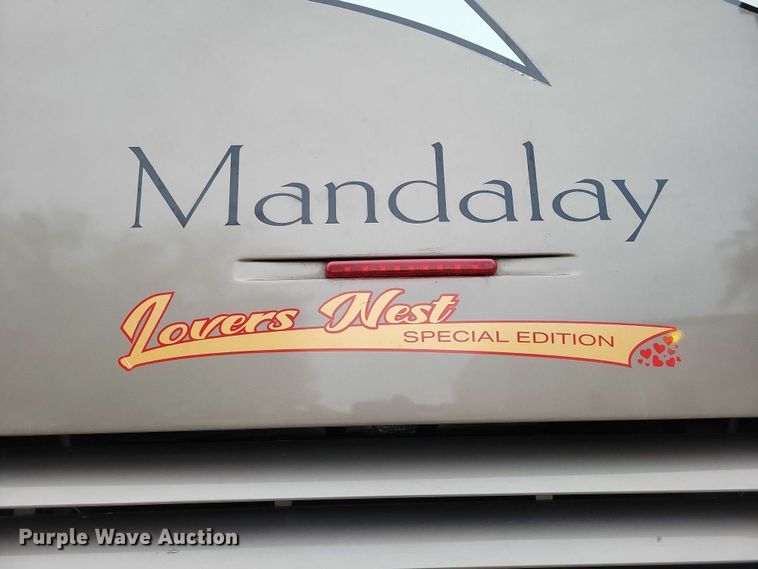 Mandalay
Lovers Nest
SPECIAL EDITION
Purple Wave Auction